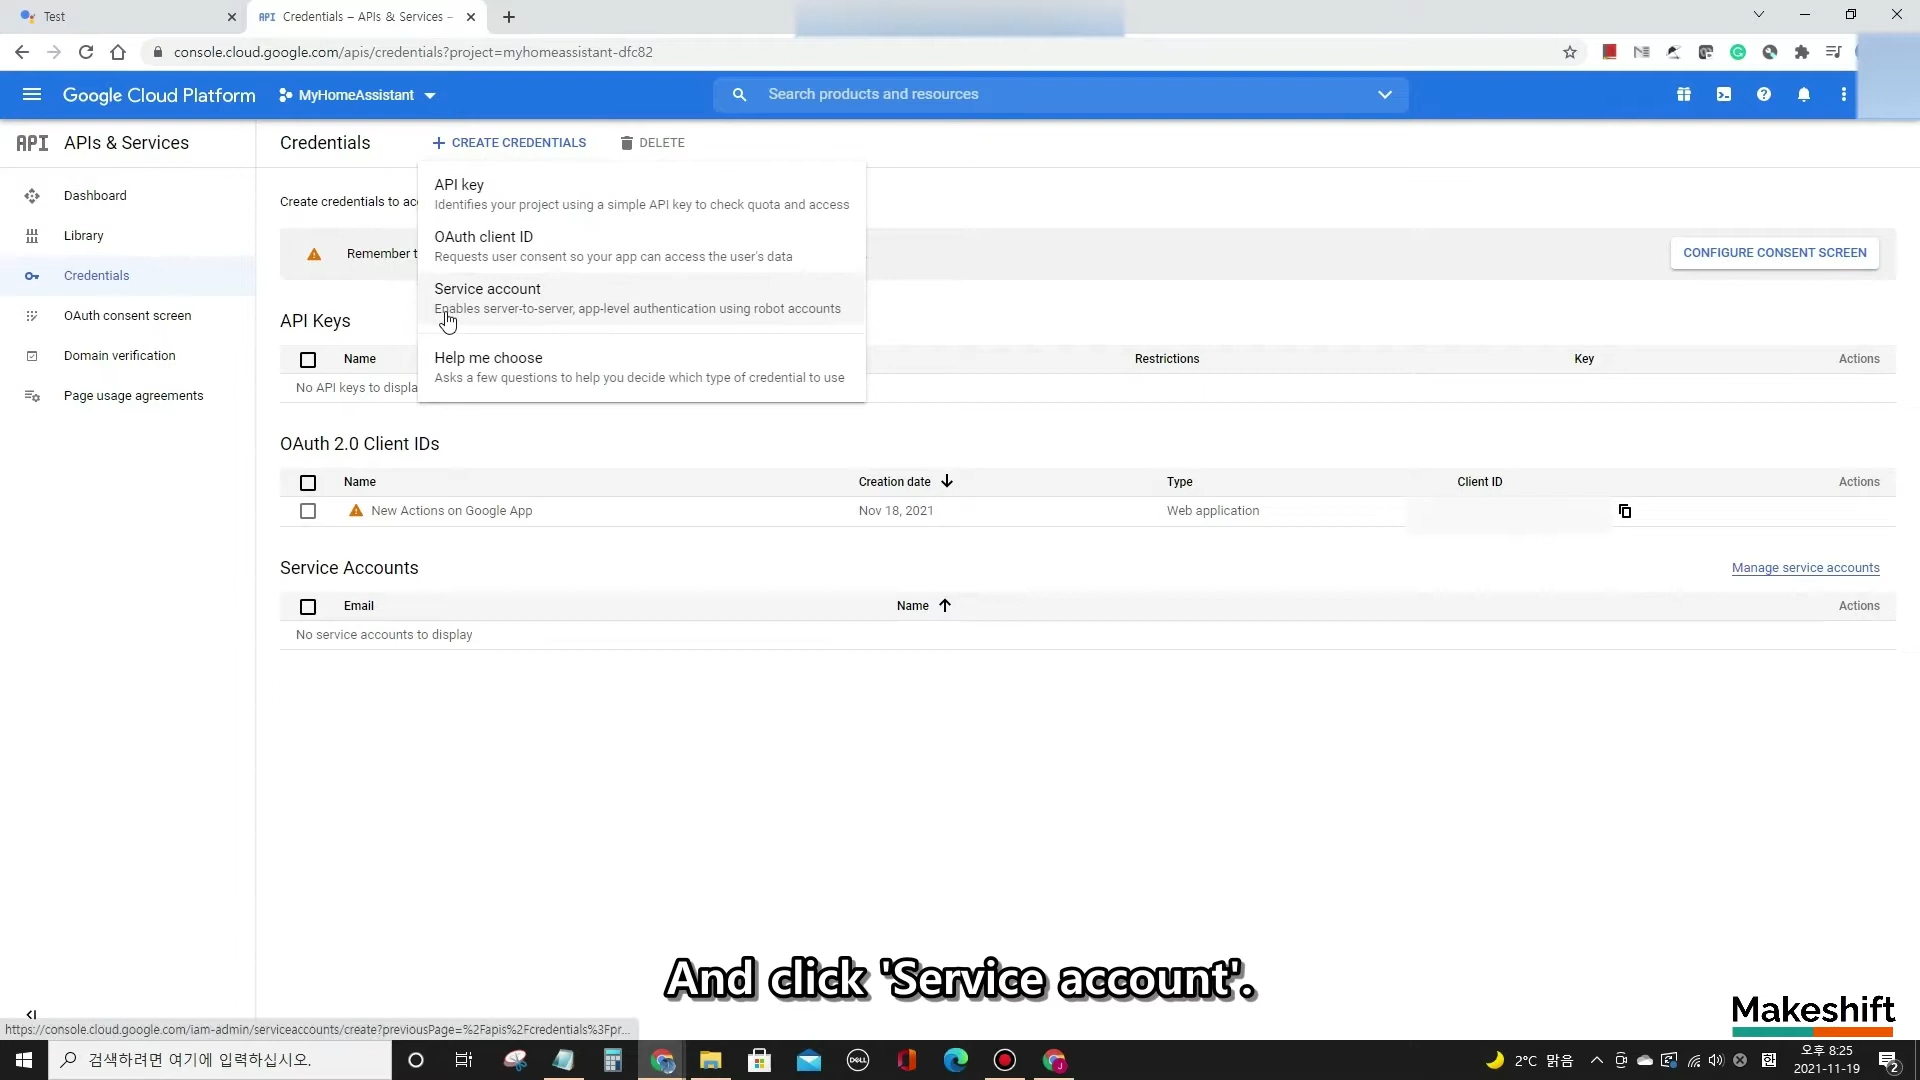 Test
API Credentials – APIs & Services –
console.cloud.google.com/apis/credentials?project=myhomeassistant-dfc82
Google Cloud Platform
MyHomeAssistant
Search products and resources
API APIs & Services
Credentials
CREATE CREDENTIALS
DELETE
Dashboard
Library
Credentials
OAuth consent screen
Domain verification
Page usage agreements
API key
Identifies your project using a simple API key to check quota and access
OAuth client ID
Requests user consent so your app can access the user's data
Service account
Enables server-to-server, app-level authentication using robot accounts
Help me choose
Asks a few questions to help you decide which type of credential to use
Create credentials to
Remember
CONFIGURE CONSENT SCREEN
API Keys
Name Restrictions Key Actions
No API keys to
OAuth 2.0 Client IDs
Name Creation date Type Client ID Actions
New Actions on Google App Nov 18, 2021 Web application
Service Accounts
Manage service accounts
Email Name Actions
No service accounts to display
And click 'Service account'.
Makeshift
https://console.cloud.google.com/iam-admin/serviceaccounts/create?previousPage=%2Fapis%2Fcredentials%3Fpr...
검색하려면 여기에 입력하십시오.
DELL
J
2°C 맑음
한
오후 8:25
2021-11-19
2